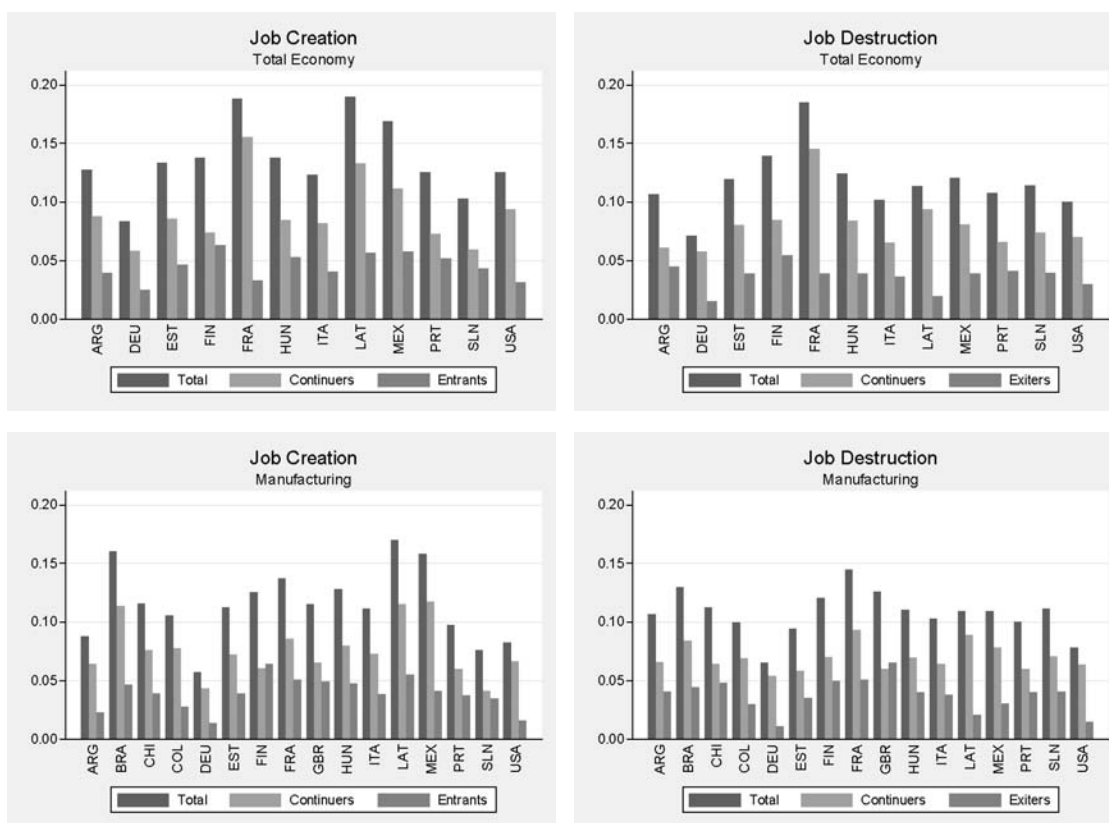 Job Creation
Total Economy
0.20
0.15
0.10
0.05
0.00
ARG DEU EST FIN FRA HUN ITA LAT MEX PRT SLN USA
Total Continuers Entrants
Job Destruction
Total Economy
0.20
0.15
0.10
0.05
0.00
ARG DEU EST FIN FRA HUN ITA LAT MEX PRT SLN USA
Total Continuers Exiters
Job Creation
Manufacturing
0.20
0.15
0.10
0.05
0.00
ARG BRA CHI COL DEU EST FIN FRA GBR HUN ITA LAT MEX PRT SLN USA
Total Continuers Entrants
Job Destruction
Manufacturing
0.20
0.15
0.10
0.05
0.00
ARG BRA CHI COL DEU EST FIN FRA GBR HUN ITA LAT MEX PRT SLN USA
Total Continuers Exiters